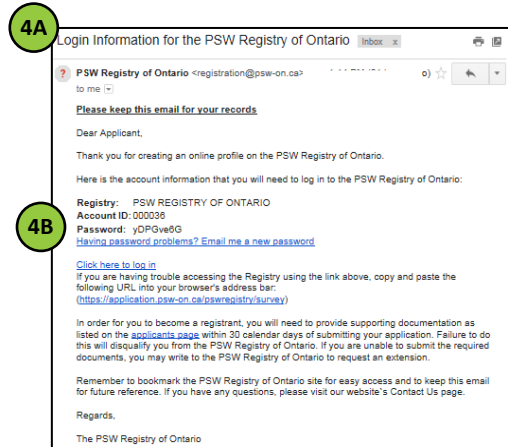 4A
Login Information for the PSW Registry of Ontario Inbox x
? PSW Registry of Ontario <registration@psw-on.ca> o)
to me
Please keep this email for your records
Dear Applicant,
Thank you for creating an online profile on the PSW Registry of Ontario.
Here is the account information that you will need to log in to the PSW Registry of Ontario:
Registry: PSW REGISTRY OF ONTARIO
Account ID: 000036
4B
Password: yDPGve6G
Having password problems? Email me a new password
Click here to log in
If you are having trouble accessing the Registry using the link above, copy and paste the
following URL into your browser's address bar:
(https://application.psw-on.ca/pswregistry/survey)
In order for you to become a registrant, you will need to provide supporting documentation as
listed on the applicants page within 30 calendar days of submitting your application. Failure to do
this will disqualify you from the PSW Registry of Ontario. If you are unable to submit the required
documents, you may write to the PSW Registry of Ontario to request an extension.
Remember to bookmark the PSW Registry of Ontario site for easy access and to keep this email
for future reference. If you have any questions, please visit our website's Contact Us page.
Regards,
The PSW Registry of Ontario